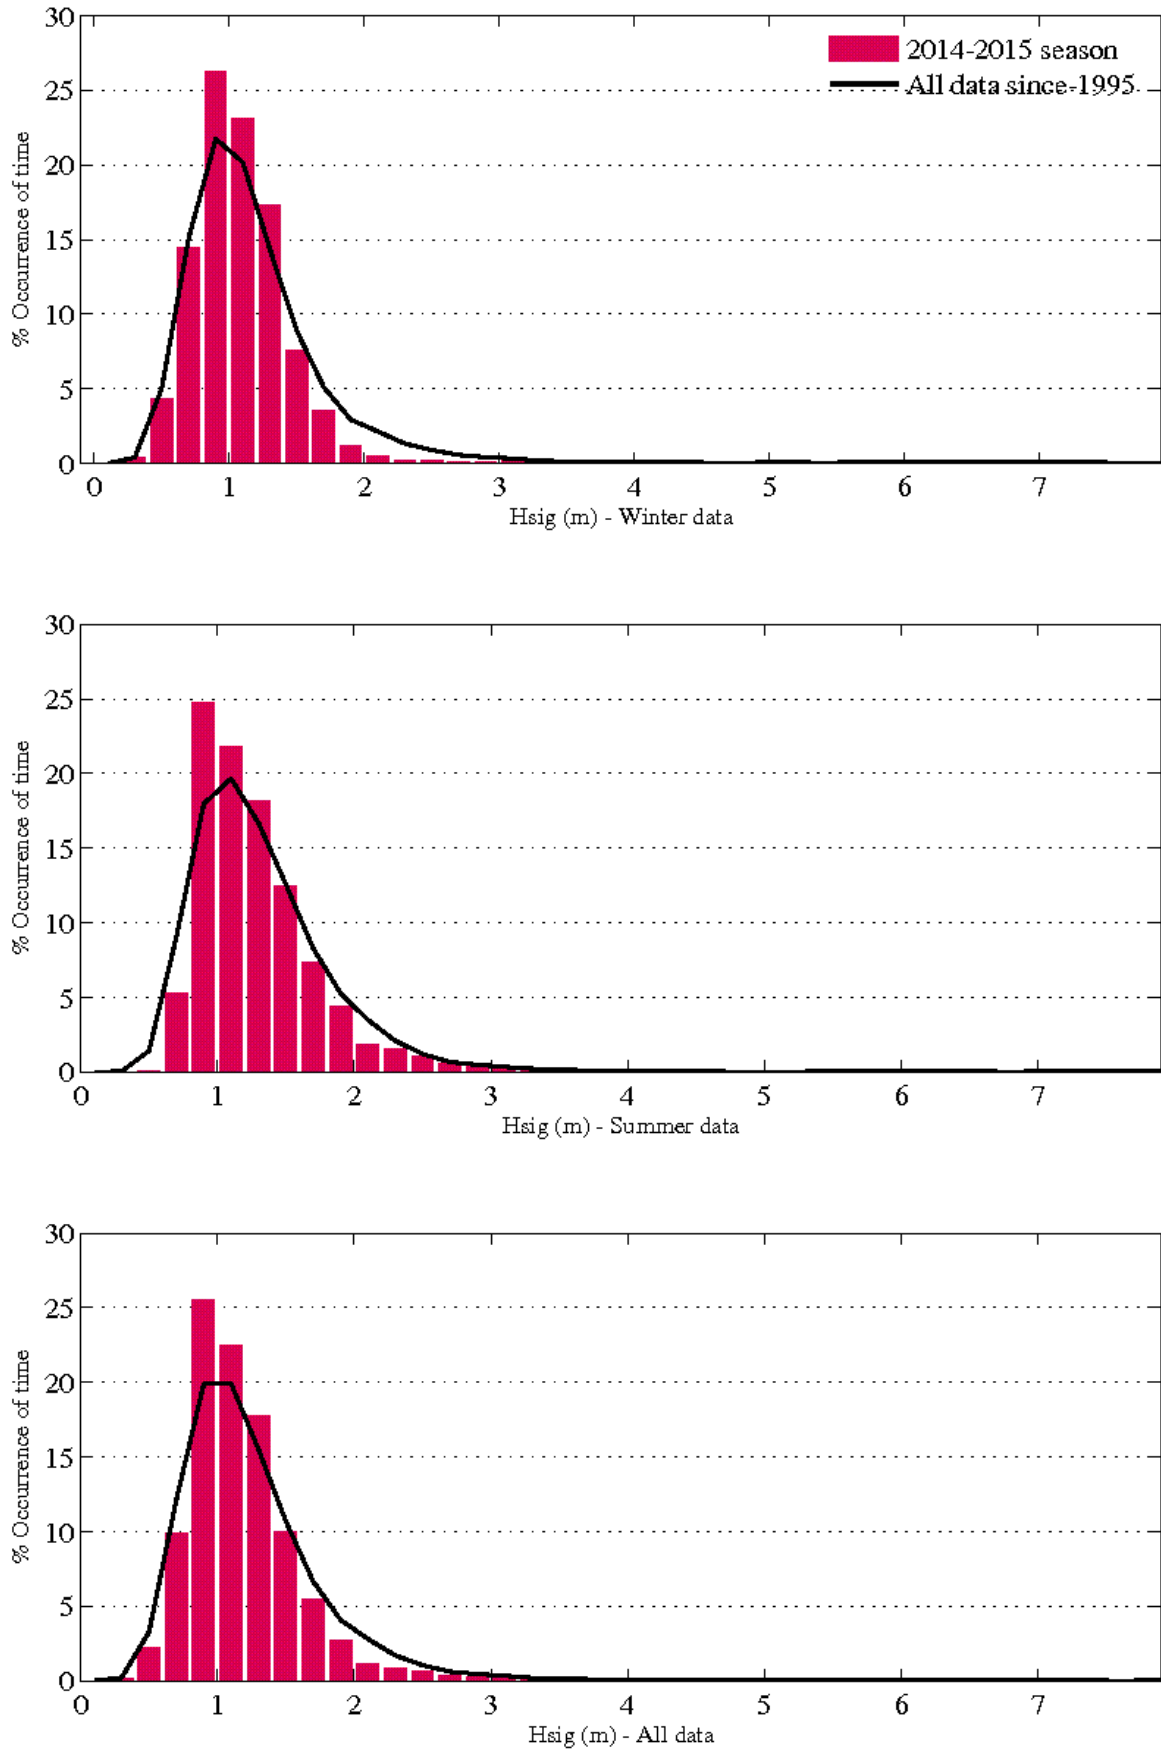 30
25
20
15
10
5
0
% Occurrence of time
2014-2015 season
All data since-1995
0 1 2 3 4 5 6 7
Hsig (m) - Winter data
30
25
20
15
10
5
0
% Occurrence of time
0 1 2 3 4 5 6 7
Hsig (m) - Summer data
30
25
20
15
10
5
0
% Occurrence of time
0 1 2 3 4 5 6 7
Hsig (m) - All data